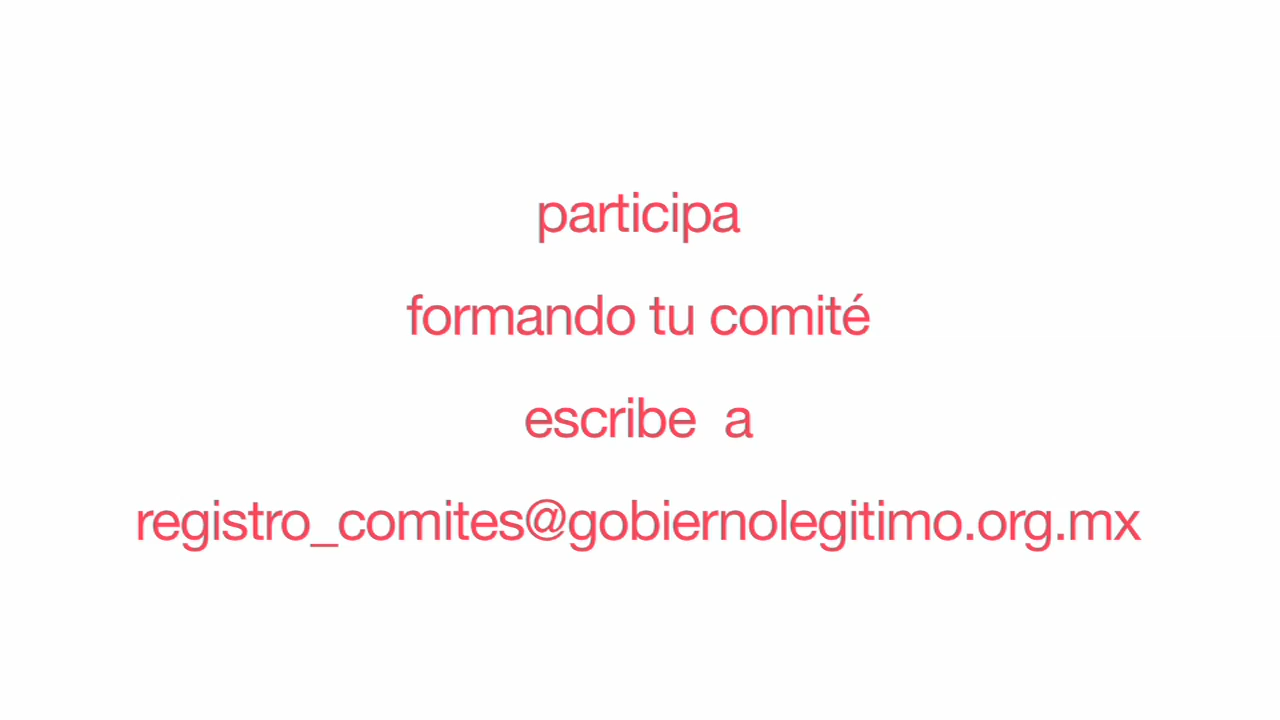 participa
formando tu comité
escribe a
registro_comites@gobiernolegitimo.org.mx